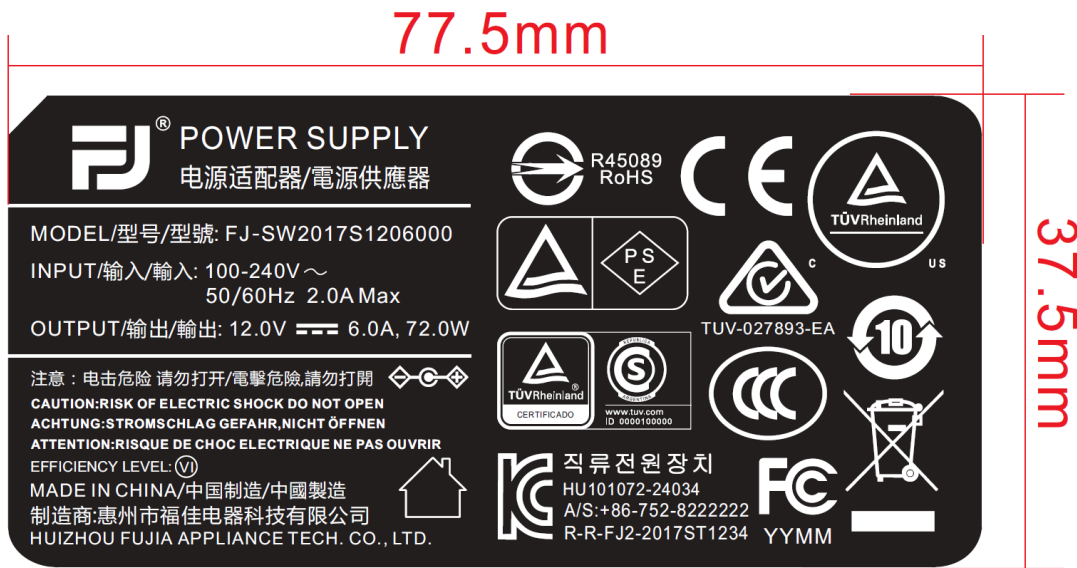 77.5mm
37.5mm
FJ® POWER SUPPLY
电源适配器/電源供應器
MODEL/型号/型號: FJ-SW2017S1206000
INPUT/输入/輸入: 100-240V～
50/60Hz 2.0A Max
OUTPUT/输出/輸出: 12.0V 6.0A, 72.0W
注意：电击危险 请勿打开/電擊危險,請勿打開
CAUTION:RISK OF ELECTRIC SHOCK DO NOT OPEN
ACHTUNG:STROMSCHLAG GEFAHR,NICHT ÖFFNEN
ATTENTION:RISQUE DE CHOC ELECTRIQUE NE PAS OUVRIR
EFFICIENCY LEVEL: VI
MADE IN CHINA/中国制造/中國製造
制造商:惠州市福佳电器科技有限公司
HUIZHOU FUJIA APPLIANCE TECH. CO., LTD.
R45089
RoHS
CE
TÜVRheinland
C US
PS
E
TUV-027893-EA
10
TÜVRheinland®
CERTIFICADO
REPUBLICA
S
ARGENTINA
www.tuv.com
ID 0000100000
CCC
KC
직류전원장치
HU101072-24034
A/S:+86-752-8222222
R-R-FJ2-2017ST1234
FC
YYMM